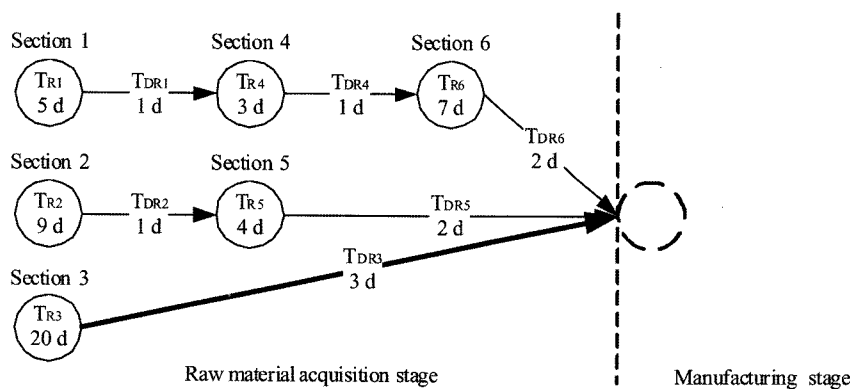 Section 1
Section 4
Section 6
TR1
5 d
TDR1
1 d
TR4
3 d
TDR4
1 d
TR6
7 d
TDR6
2 d
Section 2
Section 5
TR2
9 d
TDR2
1 d
TR5
4 d
TDR5
2 d
Section 3
TDR3
3 d
TR3
20 d
Raw material acquisition stage
Manufacturing stage